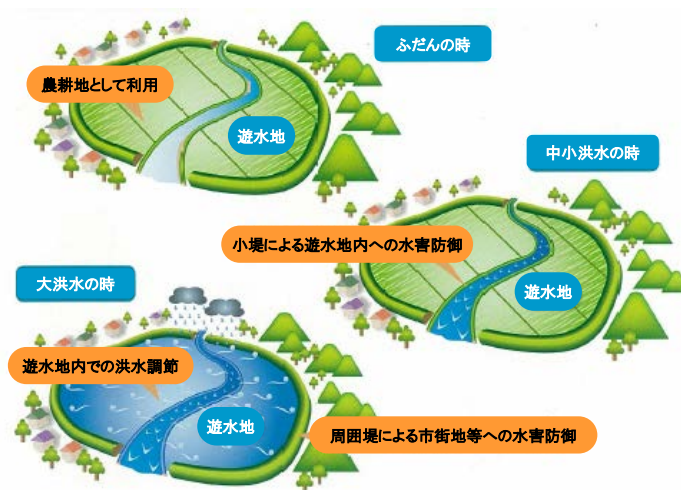 ふだんの時
農耕地として利用
遊水地
中小洪水の時
小堤による遊水地内への水害防御
遊水地
大洪水の時
遊水地内での洪水調節
遊水地
周囲堤による市街地等への水害防御